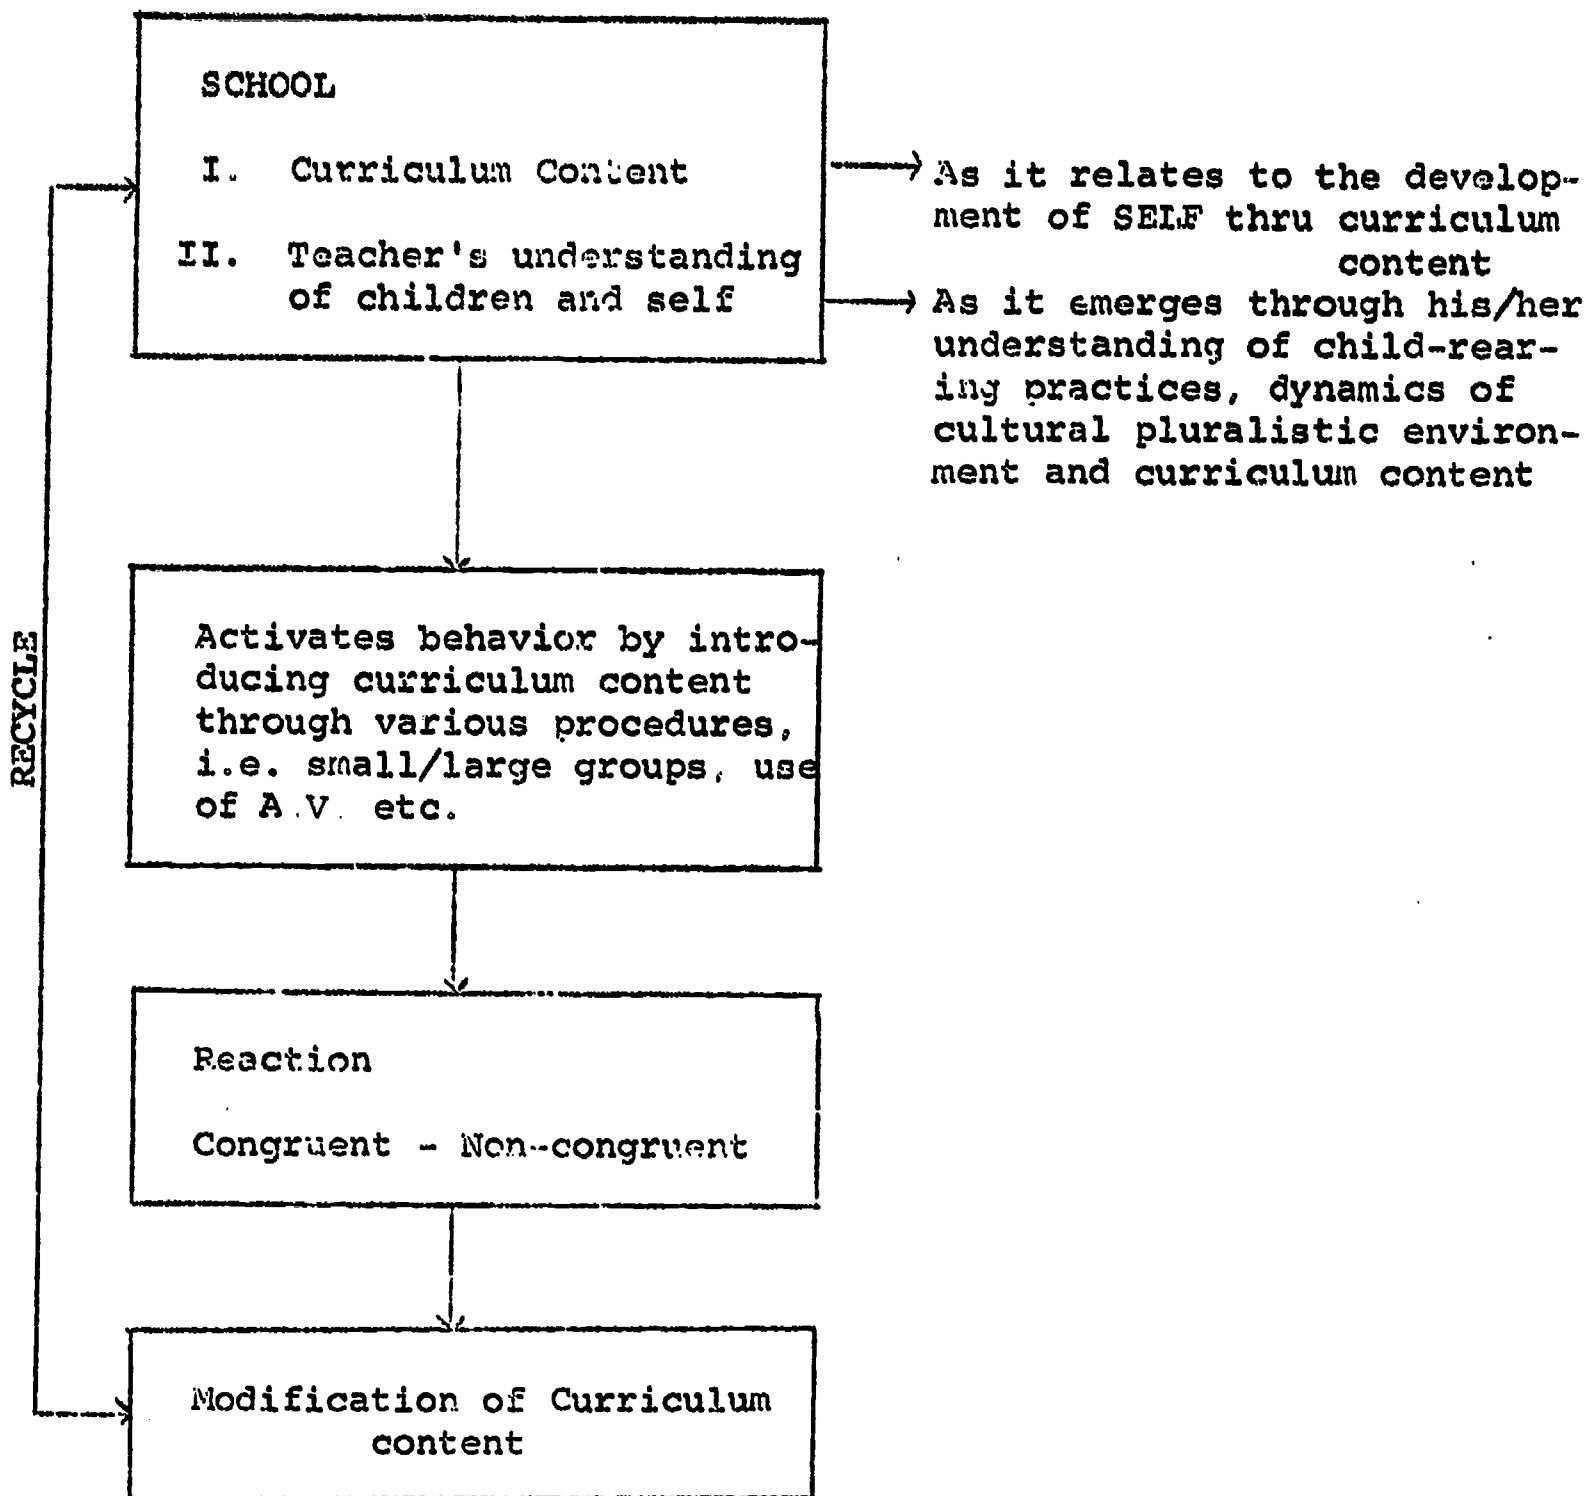 SCHOOL
I. Curriculum Content
II. Teacher's understanding
of children and self
As it relates to the develop-
ment of SELF thru curriculum
content
As it emerges through his/her
understanding of child-rear-
ing practices, dynamics of
cultural pluralistic environ-
ment and curriculum content
RECYCLE
Activates behavior by intro-
ducing curriculum content
through various procedures,
i.e. small/large groups, use
of A.V. etc.
Reaction
Congruent - Non-congruent
Modification of Curriculum
content